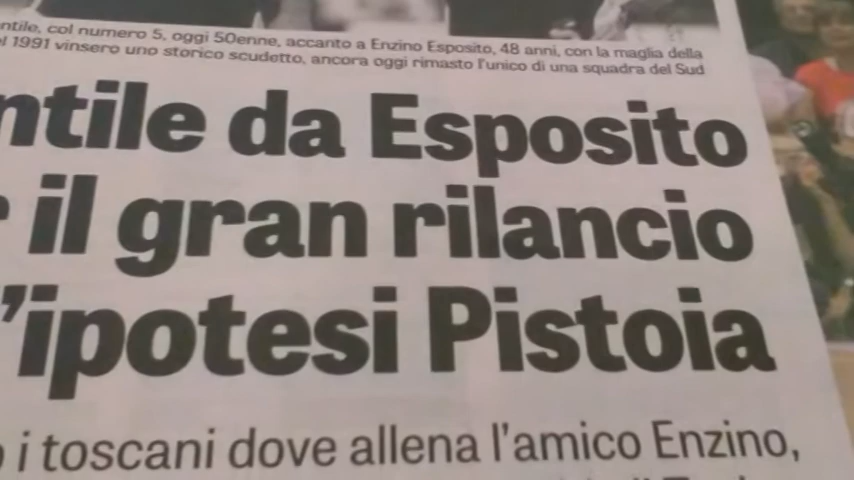 ntile, col numero 5, oggi 50enne, accanto a Enzino Esposito, 48 anni, con la maglia della
el 1991 vinsero uno storico scudetto, ancora oggi rimasto l'unico di una squadra del Sud
ntile da Esposito
il gran rilancio
l'ipotesi Pistoia
o i toscani dove allena l'amico Enzino,